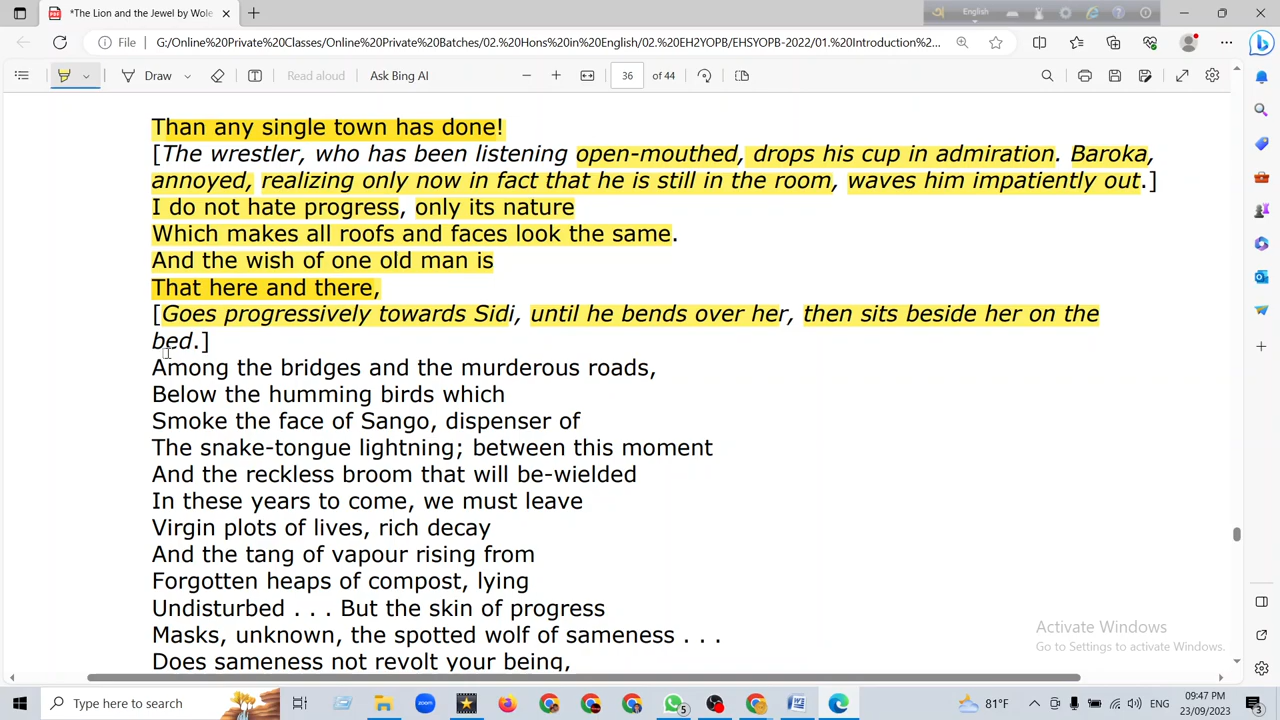 *The Lion and the Jewel by Wole
English
File
G:/Online%20Private%20Classes/Online%20Private%20Batches/02.%20Hons%20in%20English/02.%20EH2YOPB/EHSYOPB-2022/01.%20Introduction%...
Draw
Read aloud
Ask Bing AI
36
of 44
Than any single town has done!
[The wrestler, who has been listening open-mouthed, drops his cup in admiration. Baroka,
annoyed, realizing only now in fact that he is still in the room, waves him impatiently out.]
I do not hate progress, only its nature
Which makes all roofs and faces look the same.
And the wish of one old man is
That here and there,
[Goes progressively towards Sidi, until he bends over her, then sits beside her on the
bed.]
Among the bridges and the murderous roads,
Below the humming birds which
Smoke the face of Sango, dispenser of
The snake-tongue lightning; between this moment
And the reckless broom that will be-wielded
In these years to come, we must leave
Virgin plots of lives, rich decay
And the tang of vapour rising from
Forgotten heaps of compost, lying
Undisturbed . . . But the skin of progress
Masks, unknown, the spotted wolf of sameness . . .
Does sameness not revolt your being,
Activate Windows
Go to Settings to activate Windows.
Type here to search
zoom
5
81°F
ENG
09:47 PM
23/09/2023
3